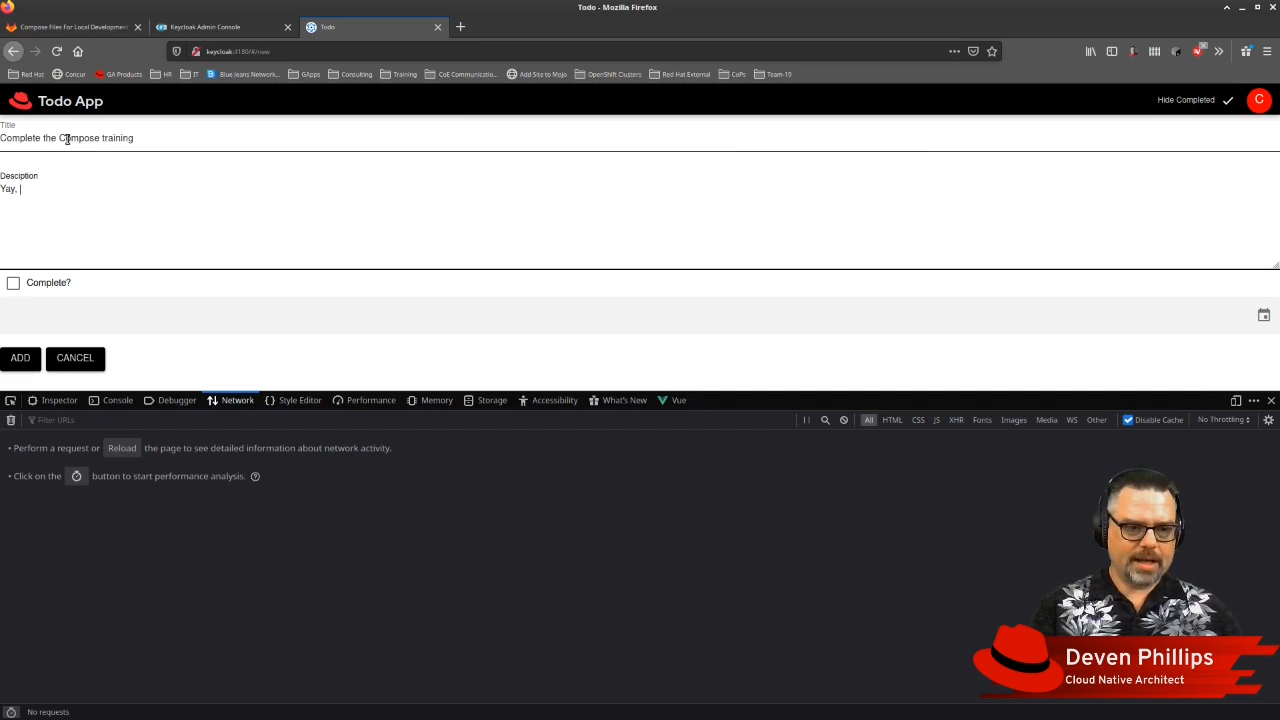 Todo - Mozilla Firefox
Compose Files For Local Development
Keycloak Admin Console
Todo
keycloak:4180/#/new
Red Hat
Concur
GA Products
HR
IT
Blue Jeans Network...
GApps
Consulting
Training
CoE Communicatio...
Add Site to Mojo
OpenShift Clusters
Red Hat External
CoPs
Team-19
Todo App
Hide Completed
C
Title
Complete the Compose training
Desciption
Yay,
Complete?
ADD
CANCEL
Inspector
Console
Debugger
Network
Style Editor
Performance
Memory
Storage
Accessibility
What's New
Vue
Filter URLs
All
HTML
CSS
JS
XHR
Fonts
Images
Media
WS
Other
Disable Cache
No Throttling
• Perform a request or Reload the page to see detailed information about network activity.
• Click on the button to start performance analysis.
Deven Phillips
Cloud Native Architect
No requests